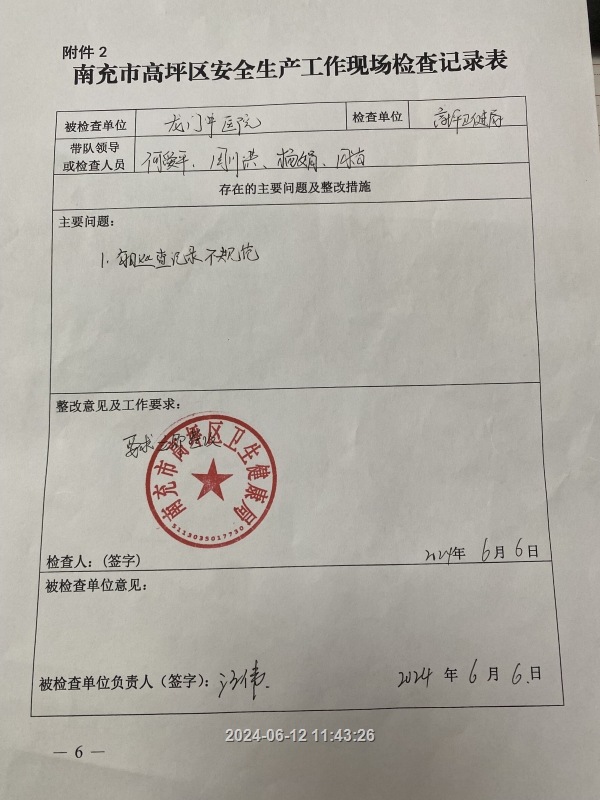 附件 2
南充市高坪区安全生产工作现场检查记录表
被检查单位 龙门 医院 检查单位 高坪卫健局
带队领导
或检查人员 何爱平、周川洪、杨娟、
存在的主要问题及整改措施
主要问题：
1. 巡查记录不规范
整改意见及工作要求：
要求立即整改
南充市高坪区卫生健康局
5113035017730
检查人：（签字） 2024年 6月 6日
被检查单位意见：
被检查单位负责人（签字）： 汪伟 2024 年 6 月 6 日
2024-06-12 11:43:26
— 6 —